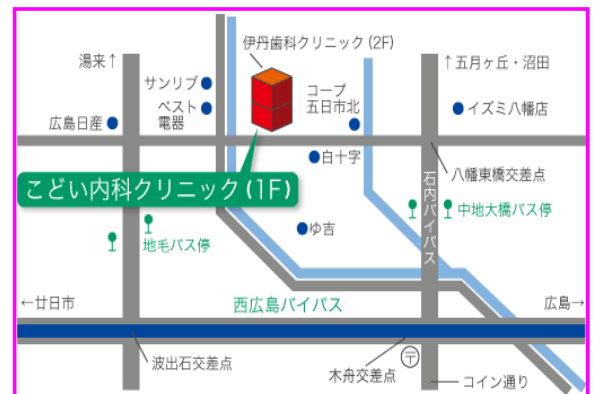 伊丹歯科クリニック(2F)
湯来↑
↑五月ヶ丘・沼田
サンリブ
コープ
五日市北
ベスト
電器
イズミ八幡店
広島日産
白十字
八幡東橋交差点
こどい内科クリニック(1F)
石内バイパス
中地大橋バス停
地毛バス停
ゆ吉
←廿日市
西広島バイパス
広島→
波出石交差点
木舟交差点
〒
コイン通り